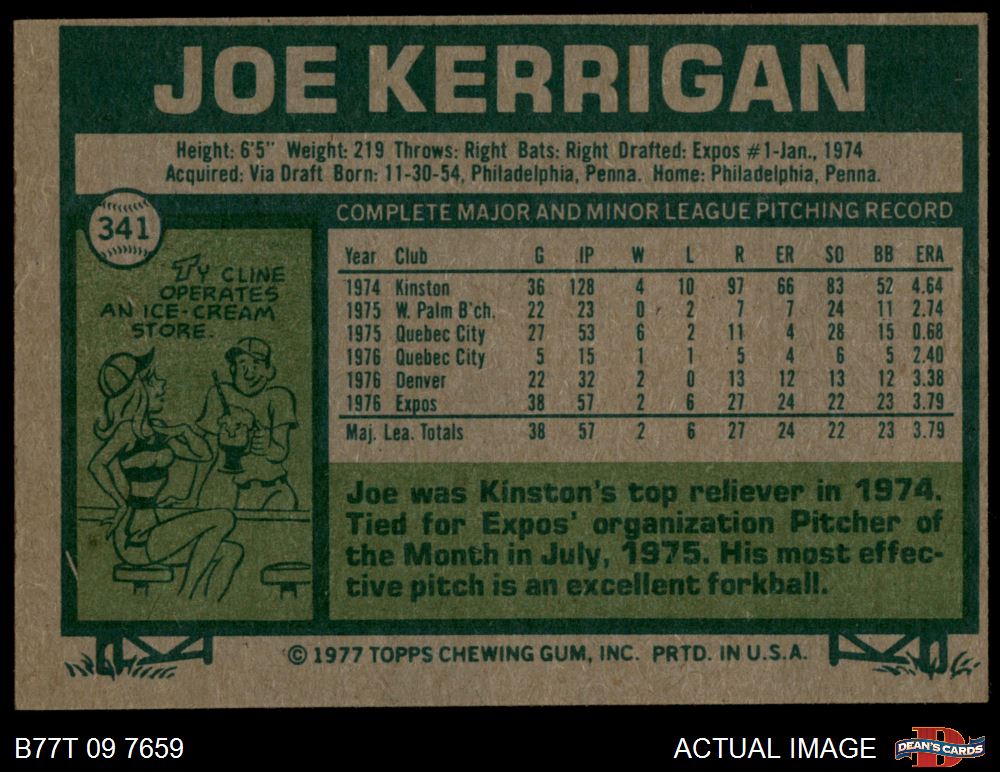 JOE KERRIGAN
Height: 6'5" Weight: 219 Throws: Right Bats: Right Drafted: Expos #1-Jan., 1974
Acquired: Via Draft Born: 11-30-54, Philadelphia, Penna. Home: Philadelphia, Penna.
341
TY CLINE
OPERATES
AN ICE-CREAM
STORE.
COMPLETE MAJOR AND MINOR LEAGUE PITCHING RECORD
Year Club G IP W L R ER SO BB ERA
1974 Kinston 36 128 4 10 97 66 83 52 4.64
1975 W. Palm B'ch. 22 23 0 2 7 7 24 11 2.74
1975 Quebec City 27 53 6 2 11 4 28 15 0.68
1976 Quebec City 5 15 1 1 5 4 6 5 2.40
1976 Denver 22 32 2 0 13 12 13 12 3.38
1976 Expos 38 57 2 6 27 24 22 23 3.79
Maj. Lea. Totals 38 57 2 6 27 24 22 23 3.79
Joe was Kinston's top reliever in 1974.
Tied for Expos' organization Pitcher of
the Month in July, 1975. His most effec-
tive pitch is an excellent forkball.
© 1977 TOPPS CHEWING GUM, INC. PRTD. IN U.S.A.
B77T 09 7659
ACTUAL IMAGE
DEAN'S CARDS